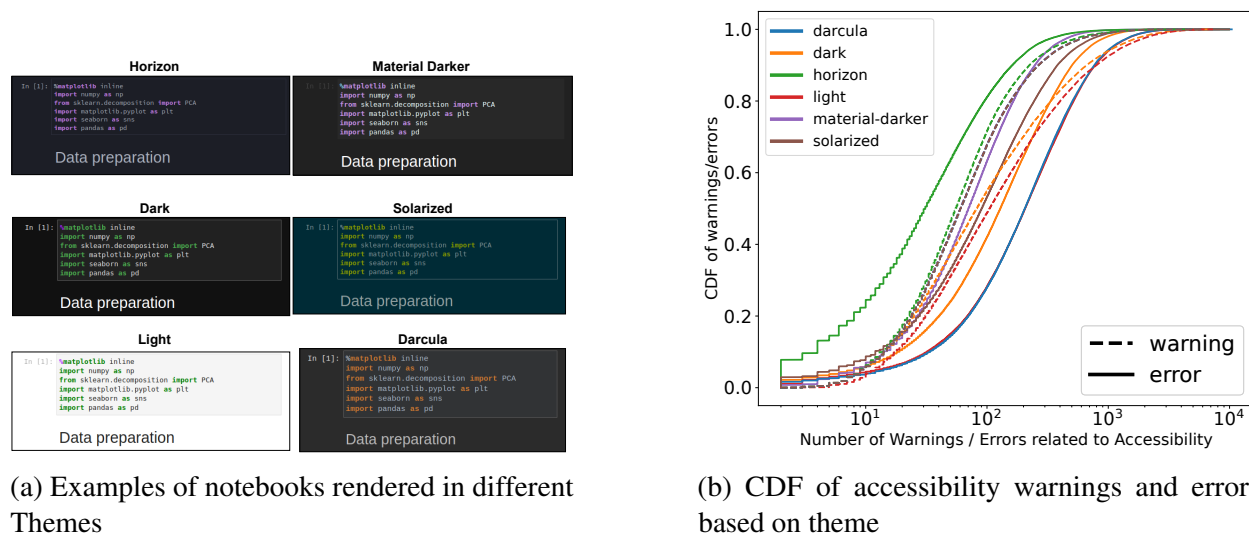 Horizon
In [1]: %matplotlib inline
import numpy as np
from sklearn.decomposition import PCA
import matplotlib.pyplot as plt
import seaborn as sns
import pandas as pd
Data preparation
Material Darker
In [1]: %matplotlib inline
import numpy as np
from sklearn.decomposition import PCA
import matplotlib.pyplot as plt
import seaborn as sns
import pandas as pd
Data preparation
Dark
In [1]: %matplotlib inline
import numpy as np
from sklearn.decomposition import PCA
import matplotlib.pyplot as plt
import seaborn as sns
import pandas as pd
Data preparation
Solarized
In [1]: %matplotlib inline
import numpy as np
from sklearn.decomposition import PCA
import matplotlib.pyplot as plt
import seaborn as sns
import pandas as pd
Data preparation
Light
In [1]: %matplotlib inline
import numpy as np
from sklearn.decomposition import PCA
import matplotlib.pyplot as plt
import seaborn as sns
import pandas as pd
Data preparation
Darcula
In [1]: %matplotlib inline
import numpy as np
from sklearn.decomposition import PCA
import matplotlib.pyplot as plt
import seaborn as sns
import pandas as pd
Data preparation
(a) Examples of notebooks rendered in different
Themes
CDF of warnings/errors
1.0
0.8
0.6
0.4
0.2
0.0
darcula
dark
horizon
light
material-darker
solarized
warning
error
10¹ 10² 10³ 10⁴
Number of Warnings / Errors related to Accessibility
(b) CDF of accessibility warnings and error
based on theme